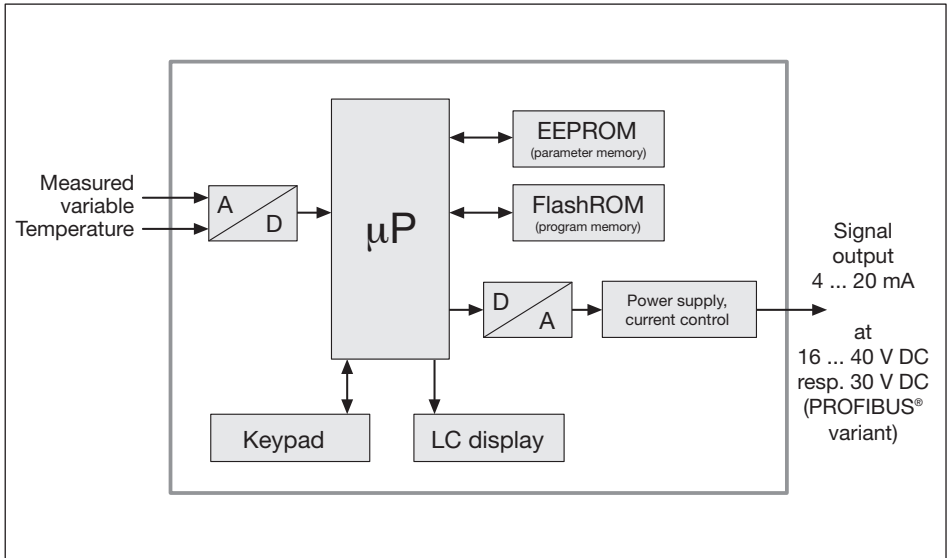 EEPROM
(parameter memory)
Measured
variable
Temperature
A
D
μP
FlashROM
(program memory)
D
A
Power supply,
current control
Signal
output
4 ... 20 mA
at
16 ... 40 V DC
resp. 30 V DC
(PROFIBUS®
variant)
Keypad
LC display